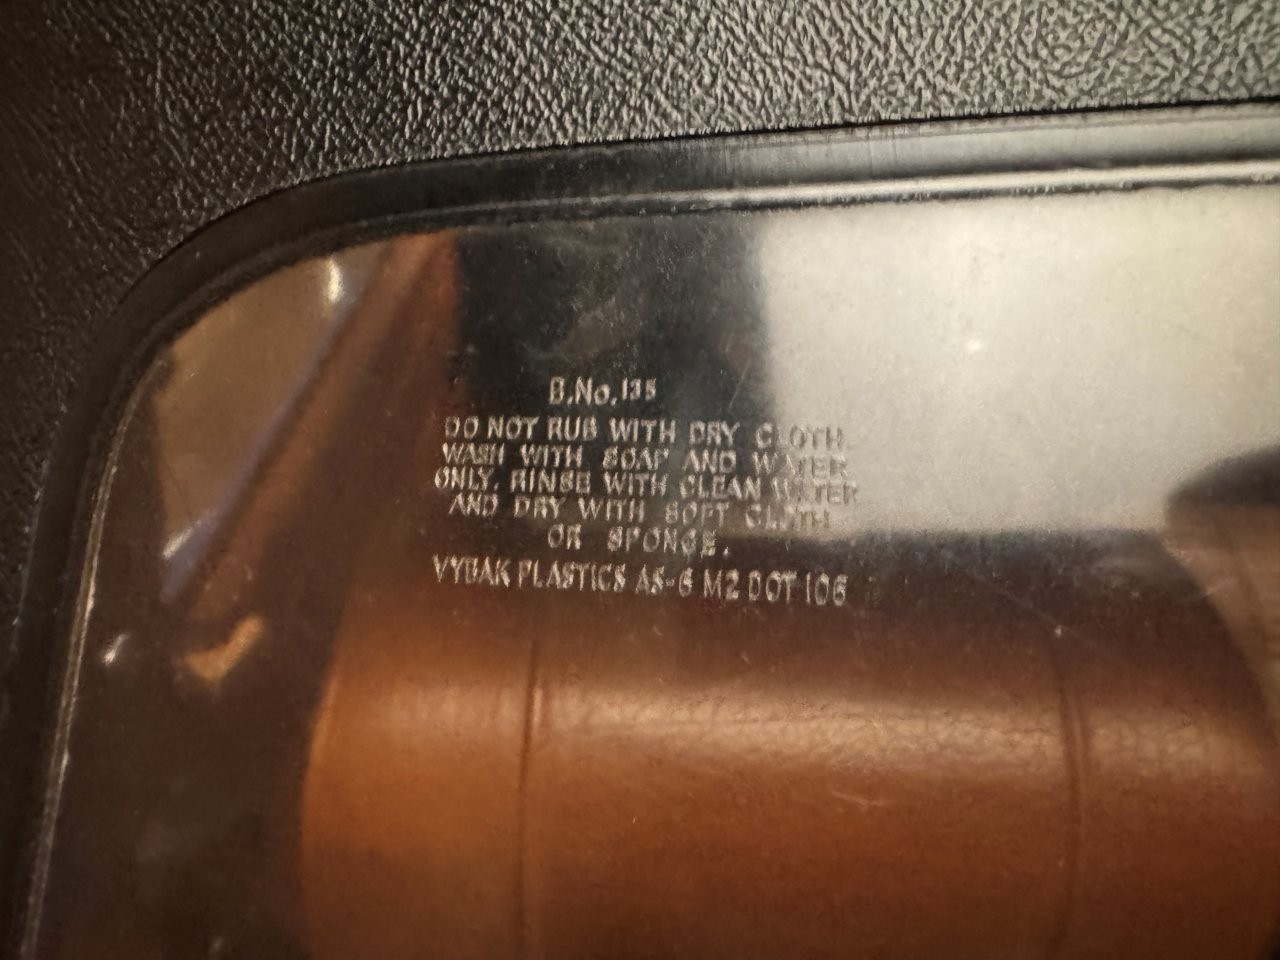 B.No.135
DO NOT RUB WITH DRY CLOTH
WASH WITH SOAP AND WATER
ONLY. RINSE WITH CLEAN WATER
AND DRY WITH SOFT CLOTH
OR SPONGE.
VYBAK PLASTICS AS-6 M2 DOT 106